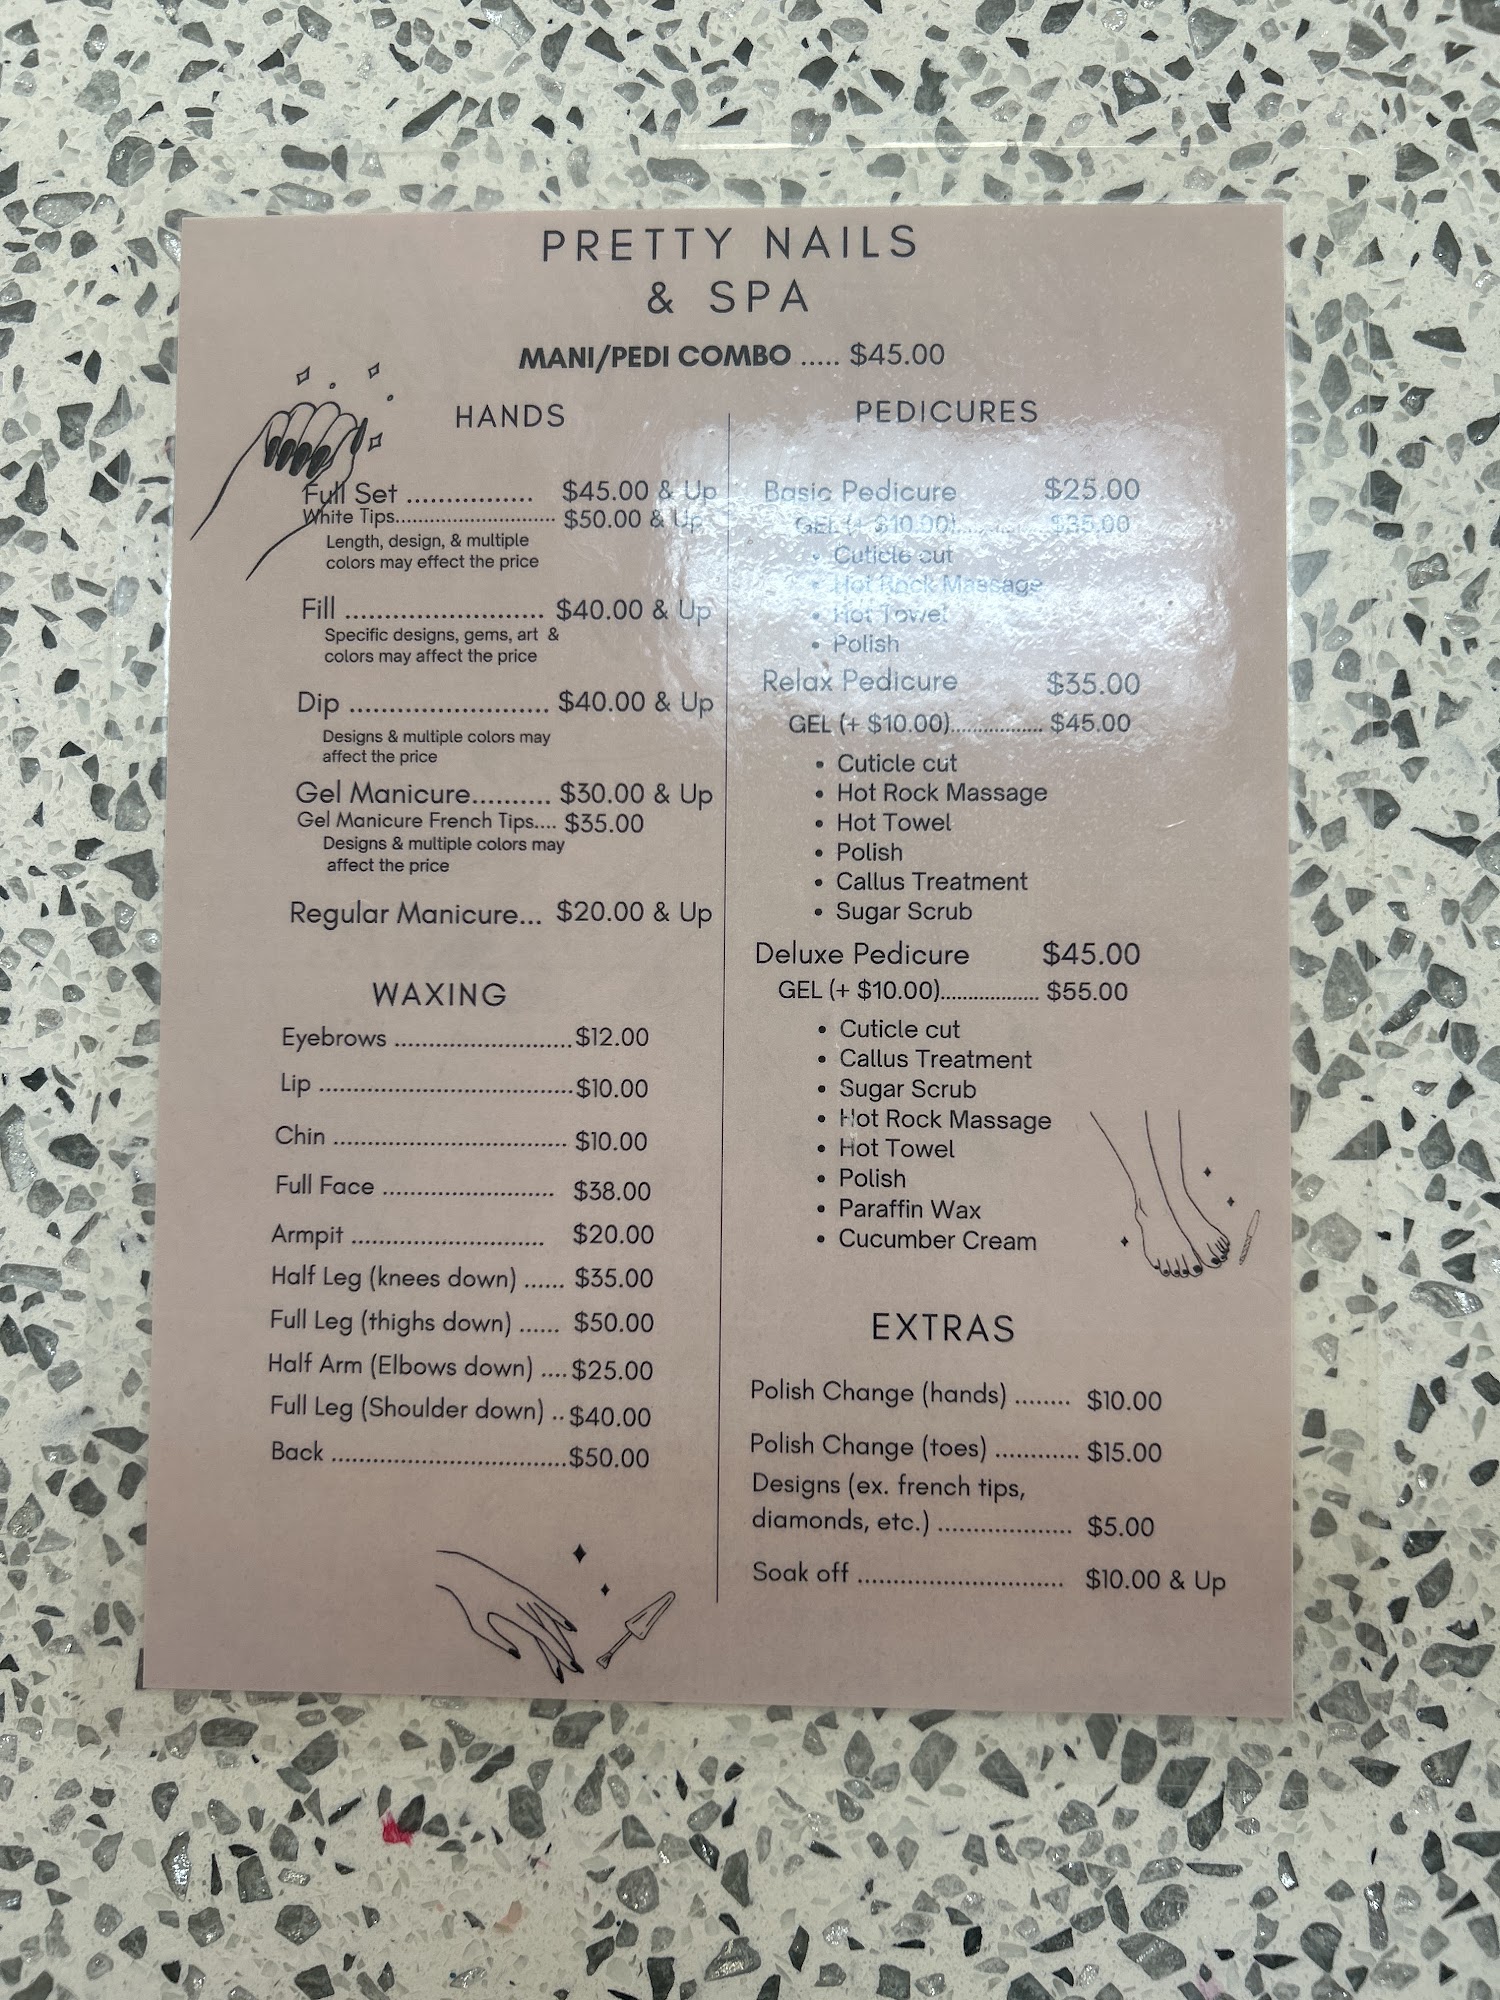 PRETTY NAILS
& SPA
MANI/PEDI COMBO ..... $45.00
HANDS
Full Set ................ $45.00 & Up
White Tips............................ $50.00 & Up
Length, design, & multiple
colors may effect the price
Fill ......................... $40.00 & Up
Specific designs, gems, art &
colors may affect the price
Dip ......................... $40.00 & Up
Designs & multiple colors may
affect the price
Gel Manicure.......... $30.00 & Up
Gel Manicure French Tips.... $35.00
Designs & multiple colors may
affect the price
Regular Manicure... $20.00 & Up
WAXING
Eyebrows .........................$12.00
Lip ...................................$10.00
Chin ................................ $10.00
Full Face ........................ $38.00
Armpit ........................... $20.00
Half Leg (knees down) ...... $35.00
Full Leg (thighs down) ...... $50.00
Half Arm (Elbows down) ....$25.00
Full Leg (Shoulder down) ..$40.00
Back .................................$50.00
PEDICURES
Basic Pedicure $25.00
GEL (+ $10.00)................. $35.00
• Cuticle cut
• Hot Rock Massage
• Hot Towel
• Polish
Relax Pedicure $35.00
GEL (+ $10.00)................. $45.00
• Cuticle cut
• Hot Rock Massage
• Hot Towel
• Polish
• Callus Treatment
• Sugar Scrub
Deluxe Pedicure $45.00
GEL (+ $10.00).................. $55.00
• Cuticle cut
• Callus Treatment
• Sugar Scrub
• Hot Rock Massage
• Hot Towel
• Polish
• Paraffin Wax
• Cucumber Cream
EXTRAS
Polish Change (hands) ........ $10.00
Polish Change (toes) ............ $15.00
Designs (ex. french tips,
diamonds, etc.) ................... $5.00
Soak off ............................. $10.00 & Up